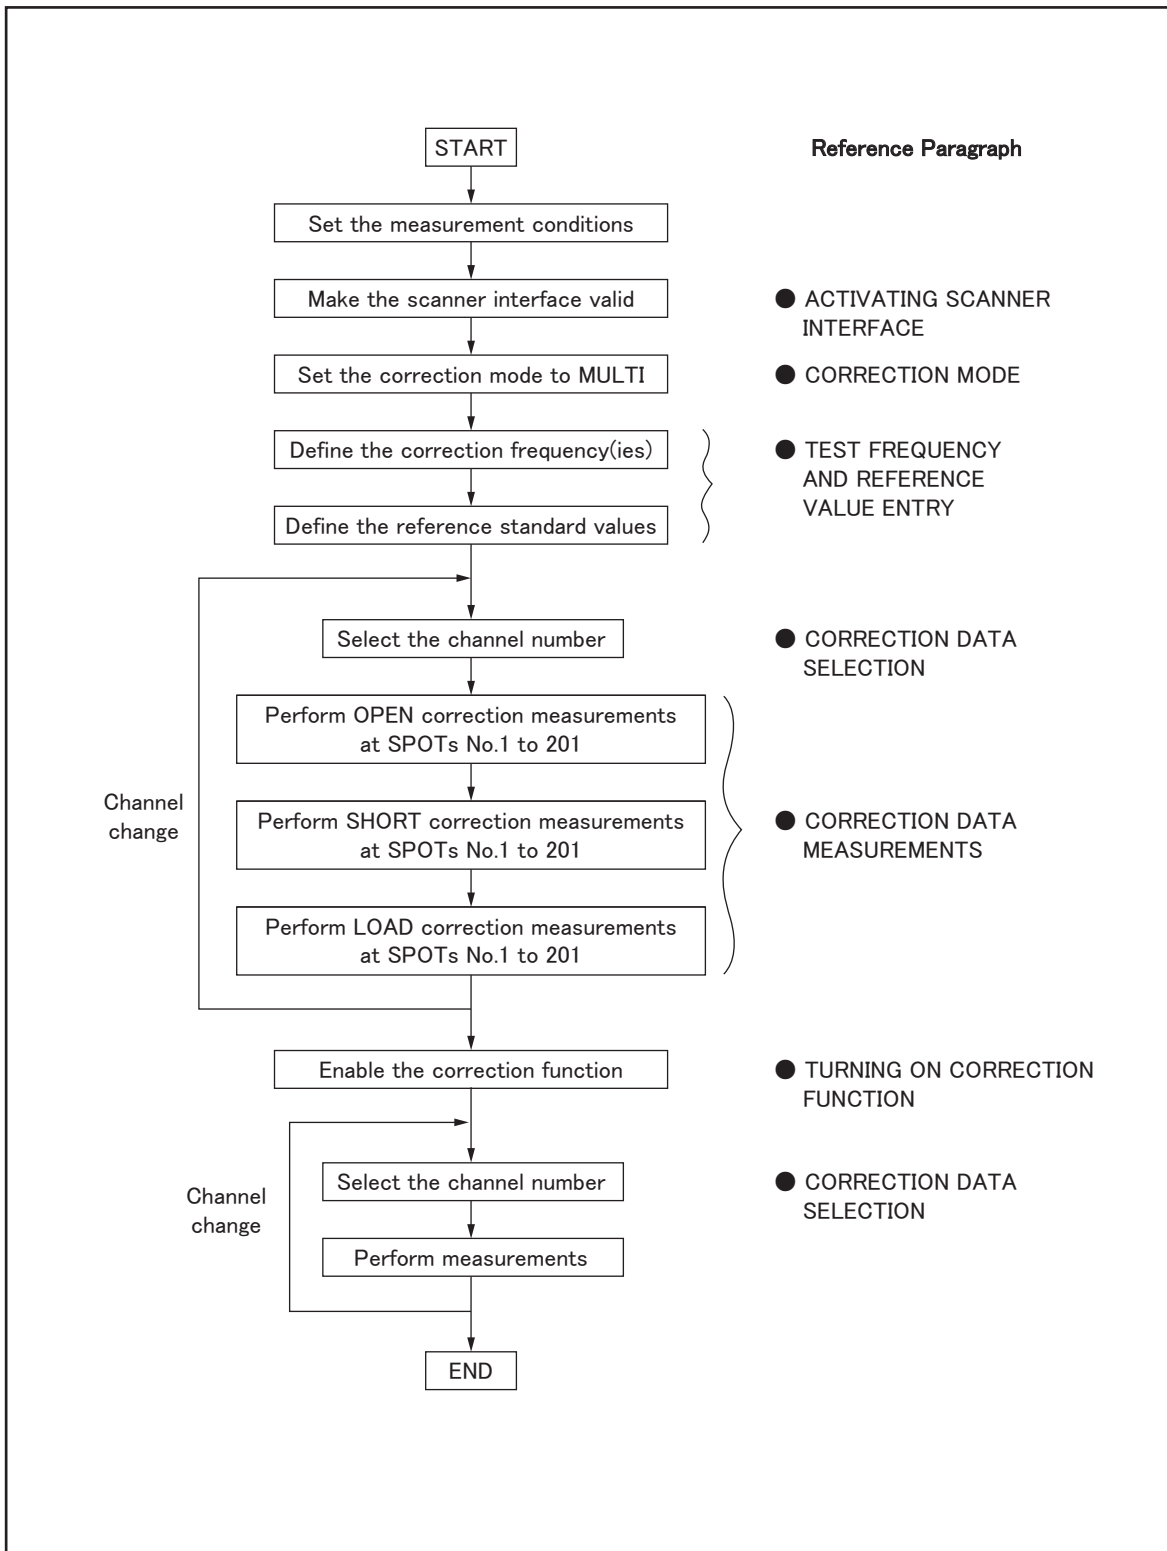 START
Reference Paragraph
Set the measurement conditions
Make the scanner interface valid
● ACTIVATING SCANNER
INTERFACE
Set the correction mode to MULTI
● CORRECTION MODE
Define the correction frequency(ies)
● TEST FREQUENCY
AND REFERENCE
VALUE ENTRY
Define the reference standard values
Select the channel number
● CORRECTION DATA
SELECTION
Perform OPEN correction measurements
at SPOTs No.1 to 201
Channel
change
Perform SHORT correction measurements
at SPOTs No.1 to 201
● CORRECTION DATA
MEASUREMENTS
Perform LOAD correction measurements
at SPOTs No.1 to 201
Enable the correction function
● TURNING ON CORRECTION
FUNCTION
Select the channel number
● CORRECTION DATA
SELECTION
Channel
change
Perform measurements
END